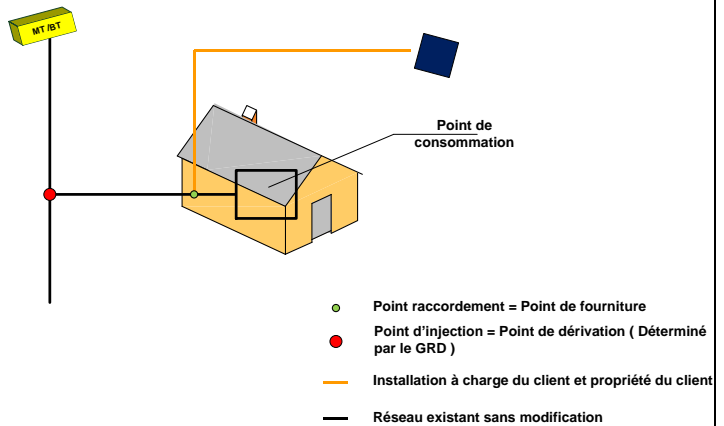 MT /BT
Point de
consommation
Point raccordement = Point de fourniture
Point d'injection = Point de dérivation ( Déterminé
par le GRD )
Installation à charge du client et propriété du client
Réseau existant sans modification